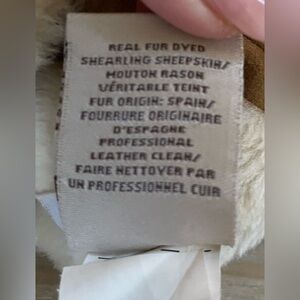 REAL FUR DYED
SHEARLING SHEEPSKIN/
MOUTON RASON
VÉRITABLE TEINT
FUR ORIGIN: SPAIN/
FOURRURE ORIGINAIRE
D'ESPAGNE
PROFESSIONAL
LEATHER CLEAN/
FAIRE NETTOYER PAR
UN PROFESSIONNEL CUIR